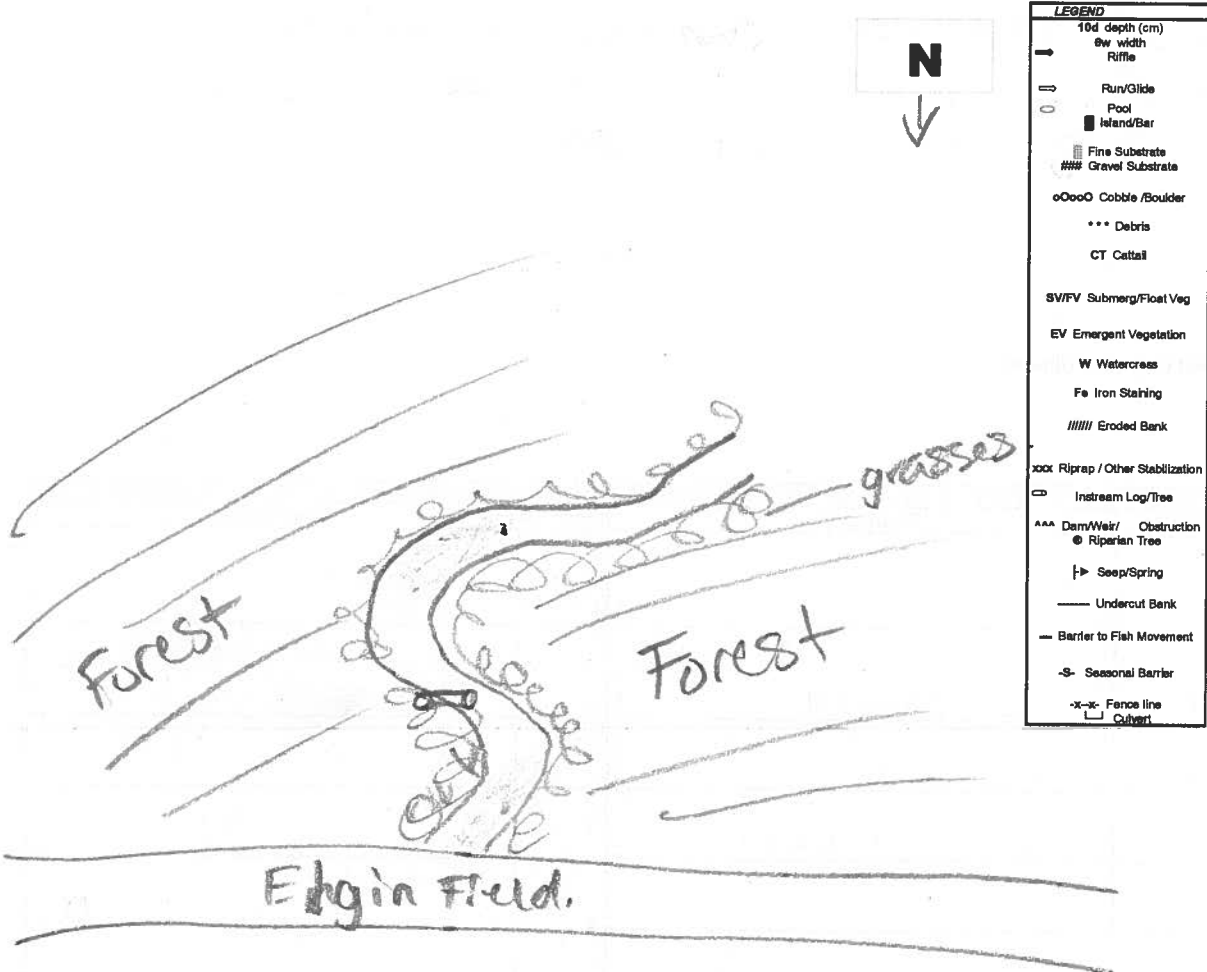 N
LEGEND
10d depth (cm)
6w width
Riffle
Run/Glide
Pool
Island/Bar
Fine Substrate
### Gravel Substrate
oOooO Cobble /Boulder
*** Debris
CT Cattail
SV/FV Submerg/Float Veg
EV Emergent Vegetation
W Watercress
Fe Iron Staining
/////// Eroded Bank
xxx Riprap / Other Stabilization
Instream Log/Tree
^^^ Dam/Weir/ Obstruction
Riparian Tree
Seep/Spring
Undercut Bank
Barrier to Fish Movement
-S- Seasonal Barrier
-x-x- Fence line
Culvert
grasses
Forest
Forest
Elgin Field.